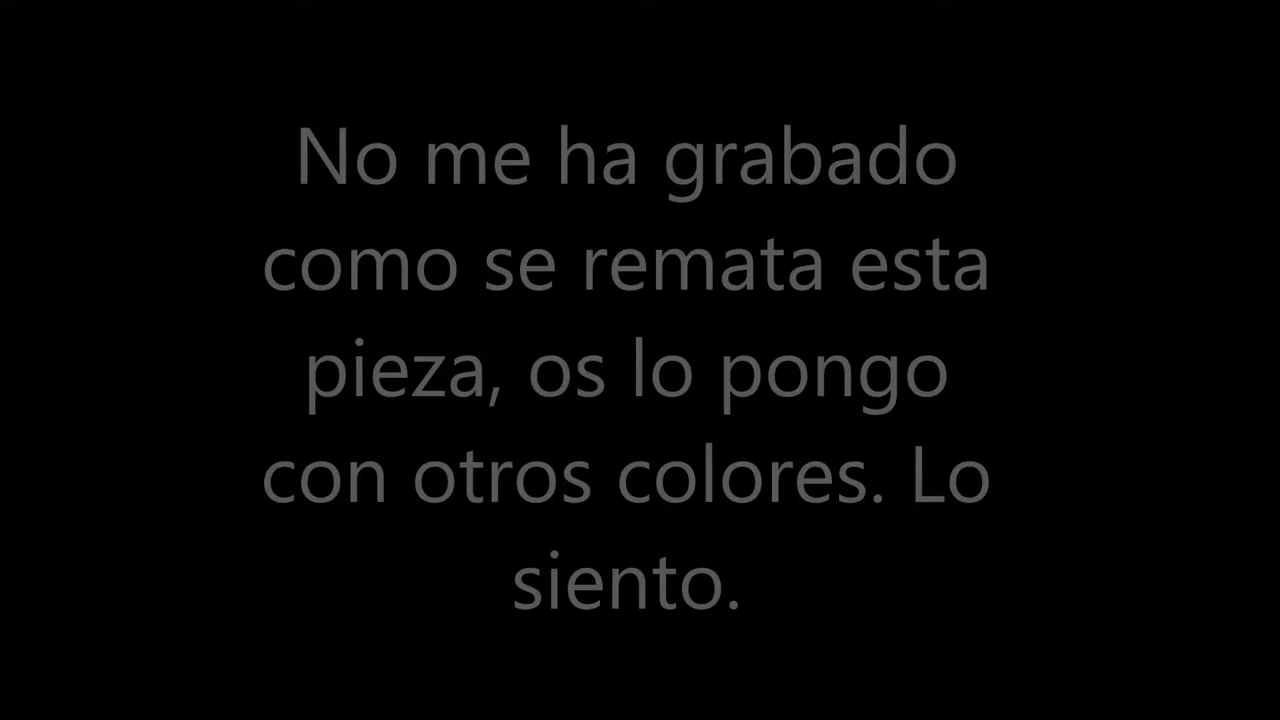 No me ha grabado
como se remata esta
pieza, os lo pongo
con otros colores. Lo
siento.